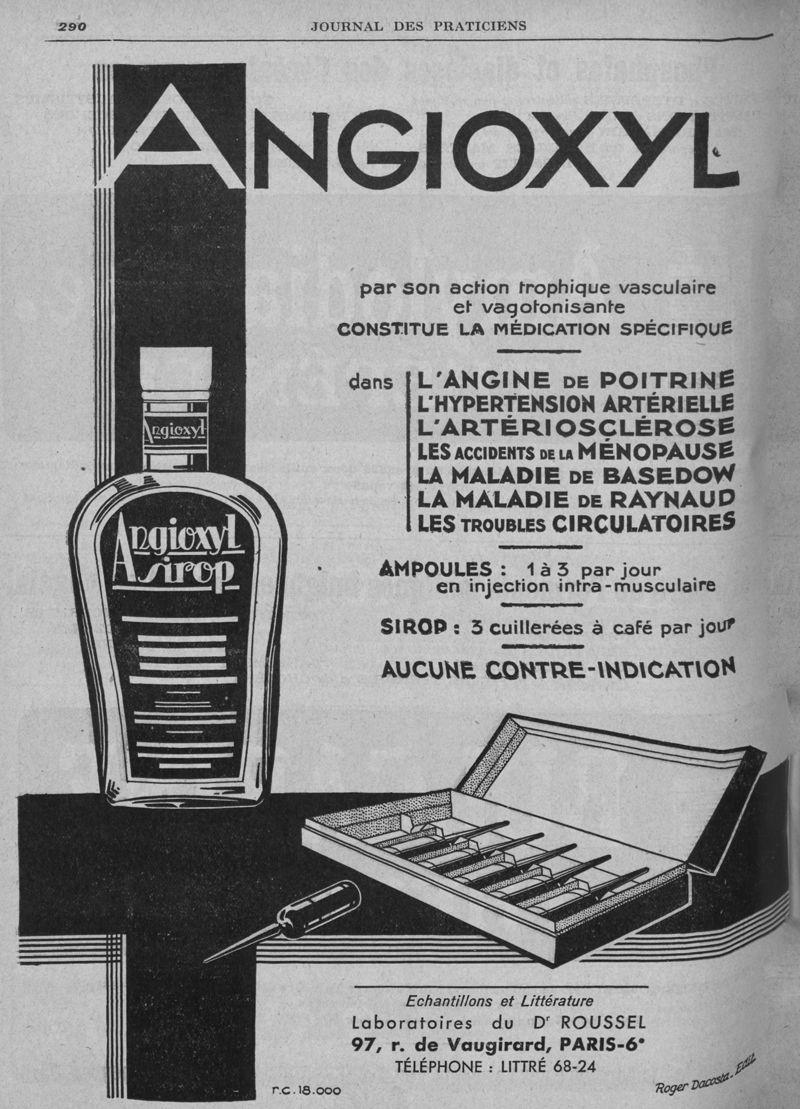 290
JOURNAL DES PRATICIENS
ANGIOXYL
par son action trophique vasculaire
et vagotonisante
CONSTITUE LA MÉDICATION SPÉCIFIQUE
dans
L'ANGINE DE POITRINE
L'HYPERTENSION ARTÉRIELLE
L'ARTÉRIOSCLÉROSE
LES ACCIDENTS DE LA MÉNOPAUSE
LA MALADIE DE BASEDOW
LA MALADIE DE RAYNAUD
LES TROUBLES CIRCULATOIRES
Angioxyl
Angioxyl
sirop
AMPOULES : 1 à 3 par jour
en injection intra-musculaire
SIROP : 3 cuillerées à café par jour
AUCUNE CONTRE-INDICATION
Echantillons et Littérature
Laboratoires du Dr ROUSSEL
97, r. de Vaugirard, PARIS-6e
TÉLÉPHONE : LITTRÉ 68-24
r.c. 18.000
Roger Dacosta-Edit